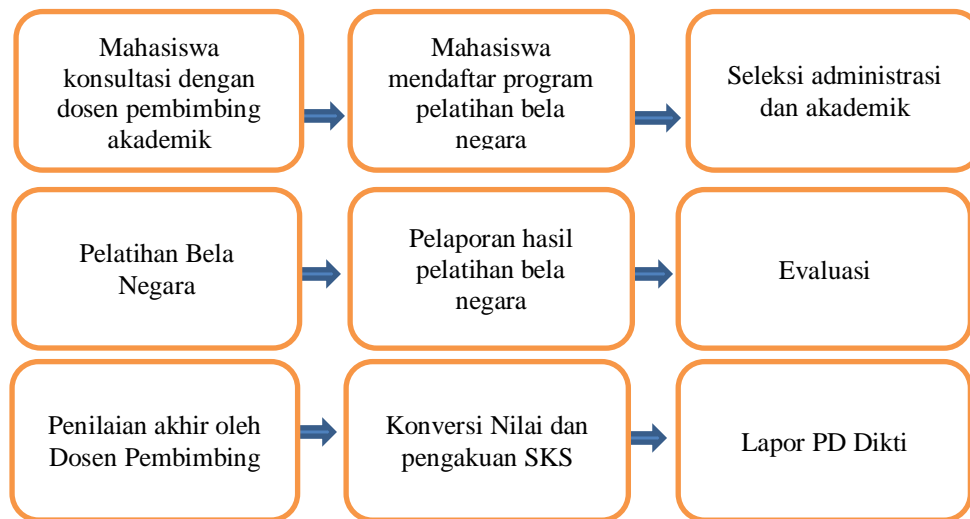 Mahasiswa
konsultasi dengan
dosen pembimbing
akademik
Mahasiswa
mendaftar program
pelatihan bela
negara
Seleksi administrasi
dan akademik
Pelatihan Bela
Negara
Pelaporan hasil
pelatihan bela
negara
Evaluasi
Penilaian akhir oleh
Dosen Pembimbing
Konversi Nilai dan
pengakuan SKS
Lapor PD Dikti